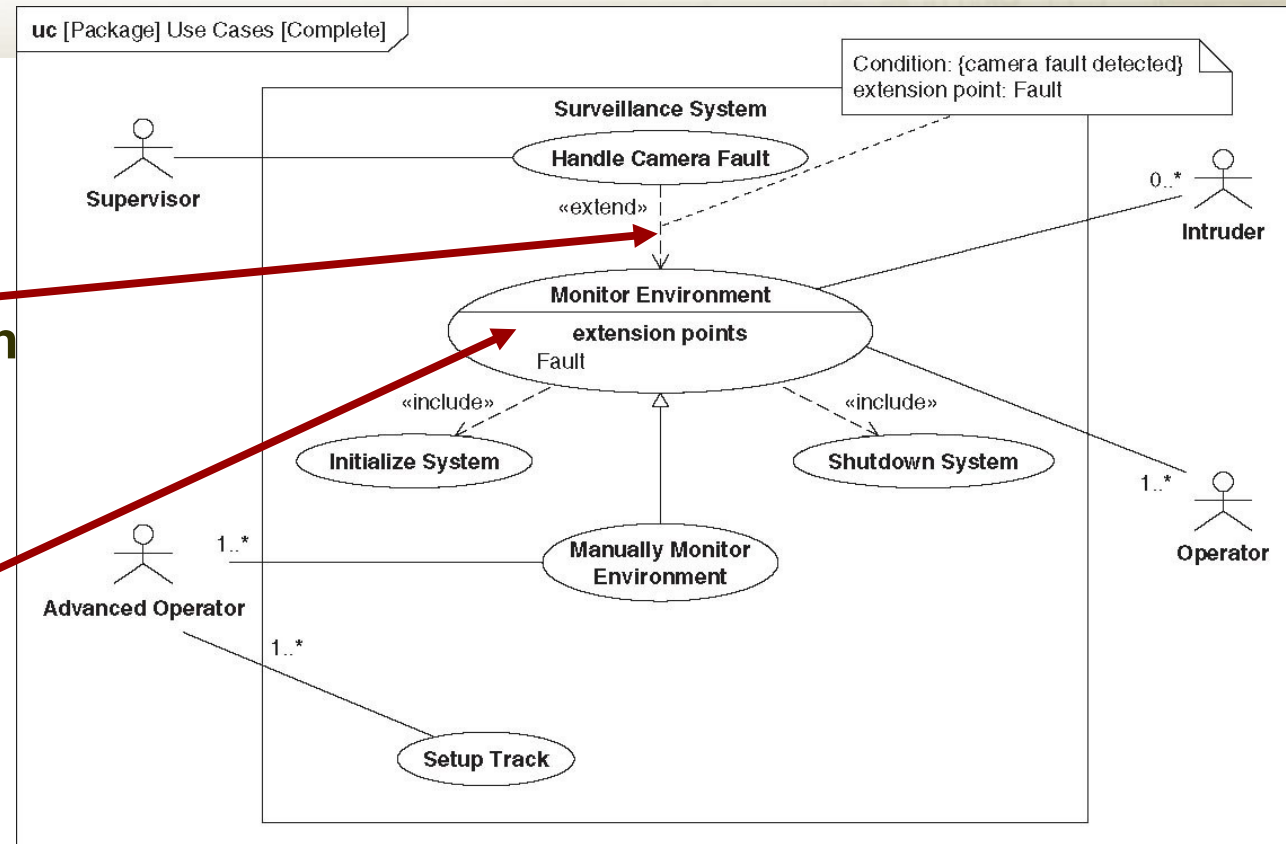 uc [Package] Use Cases [Complete]
Condition: {camera fault detected}
extension point: Fault
Surveillance System
Handle Camera Fault
Supervisor
«extend»
0..*
Intruder
n
Monitor Environment
extension points
Fault
«include»
«include»
Initialize System
Shutdown System
1..*
Operator
1..*
Manually Monitor
Environment
Advanced Operator
1..*
Setup Track